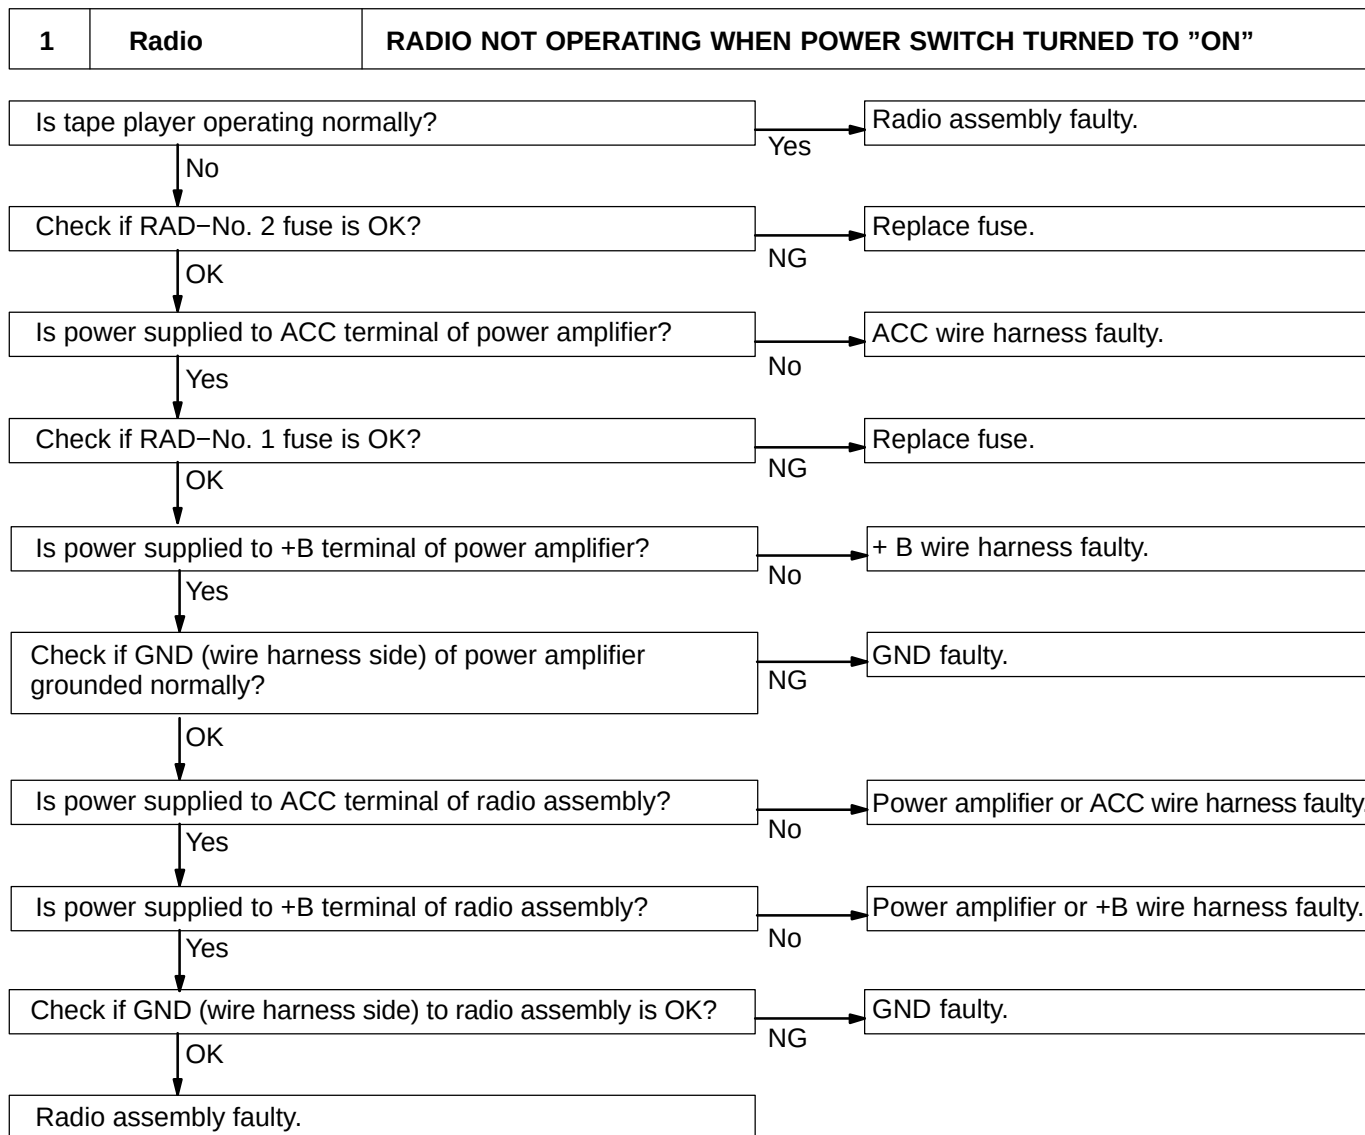 1 Radio RADIO NOT OPERATING WHEN POWER SWITCH TURNED TO ”ON”
Is tape player operating normally?
Yes
Radio assembly faulty.
No
Check if RAD−No. 2 fuse is OK?
NG
Replace fuse.
OK
Is power supplied to ACC terminal of power amplifier?
No
ACC wire harness faulty.
Yes
Check if RAD−No. 1 fuse is OK?
NG
Replace fuse.
OK
Is power supplied to +B terminal of power amplifier?
No
+ B wire harness faulty.
Yes
Check if GND (wire harness side) of power amplifier
grounded normally?
NG
GND faulty.
OK
Is power supplied to ACC terminal of radio assembly?
No
Power amplifier or ACC wire harness faulty.
Yes
Is power supplied to +B terminal of radio assembly?
No
Power amplifier or +B wire harness faulty.
Yes
Check if GND (wire harness side) to radio assembly is OK?
NG
GND faulty.
OK
Radio assembly faulty.